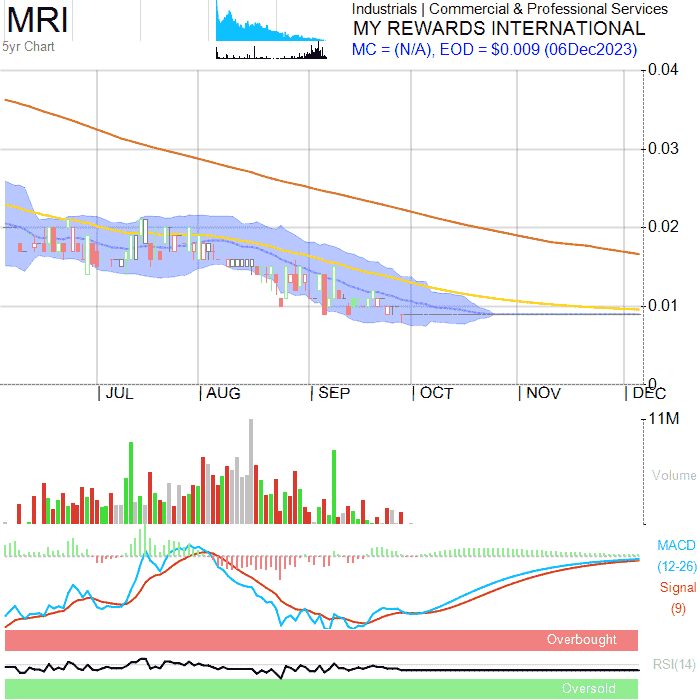 MRI
5yr Chart
Industrials | Commercial & Professional Services
MY REWARDS INTERNATIONAL
MC = (N/A), EOD = $0.009 (06Dec2023)
0.04
0.03
0.02
0.01
0
| JUL | AUG | SEP | OCT | NOV | DEC
11M
Volume
MACD
(12-26)
Signal
(9)
Overbought
RSI(14)
Oversold